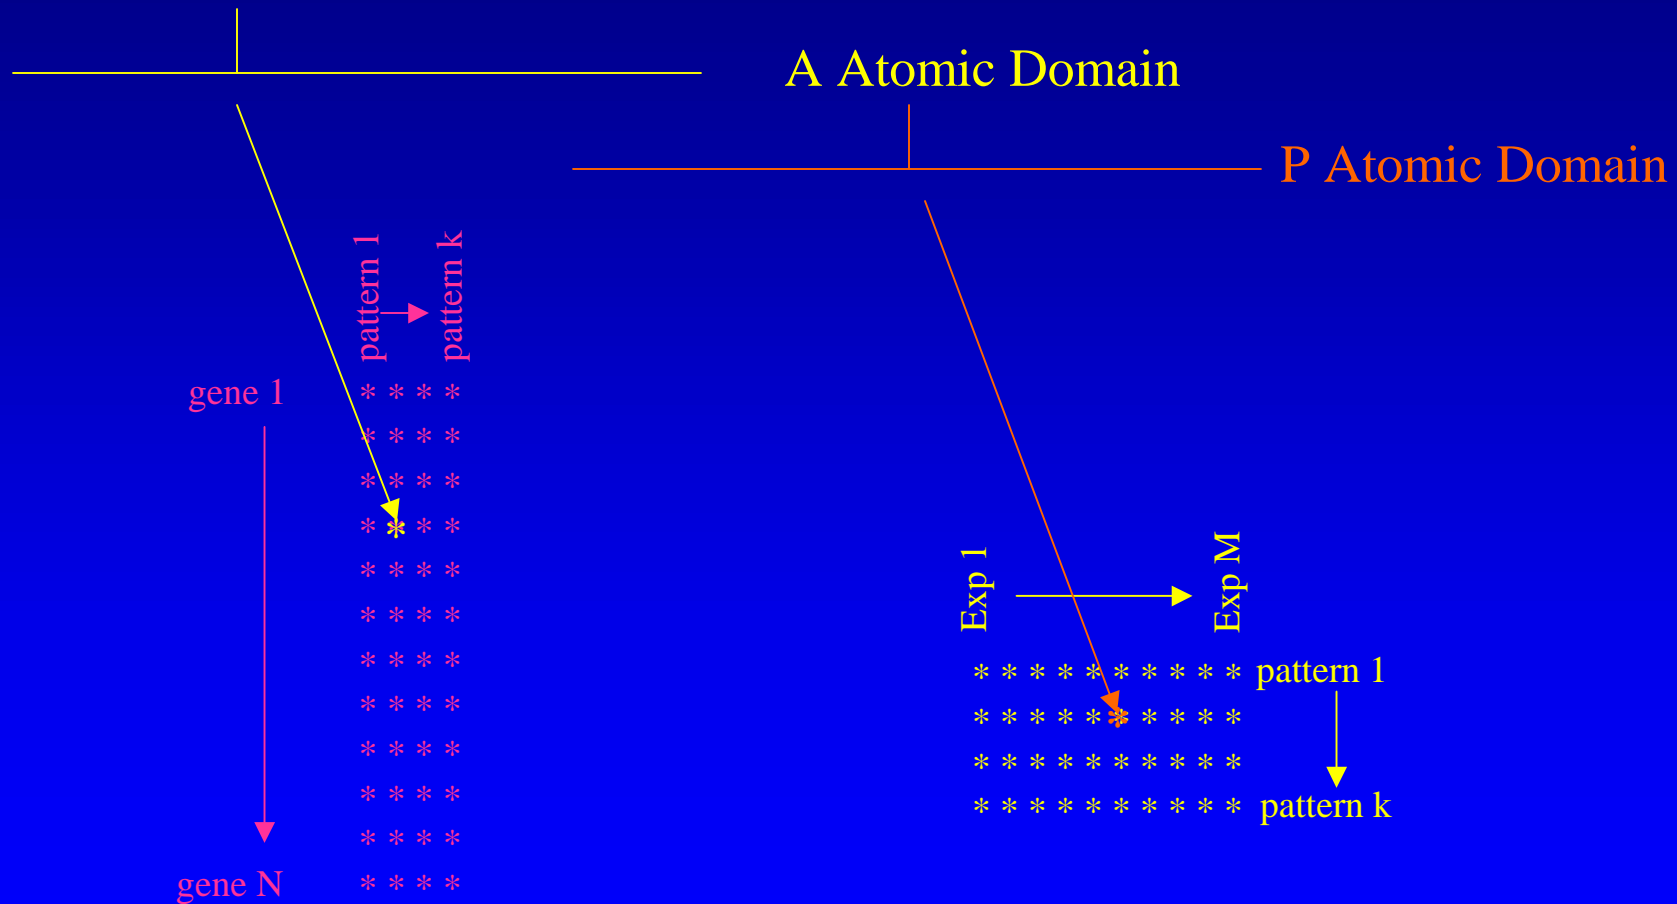 A Atomic Domain
P Atomic Domain
pattern 1
pattern k
gene 1
* * * *
* * * *
* * * *
* * * *
* * * *
* * * *
* * * *
* * * *
* * * *
* * * *
* * * *
gene N
* * * *
Exp 1
Exp M
* * * * * * * * * * pattern 1
* * * * * * * * * *
* * * * * * * * * *
* * * * * * * * * * pattern k